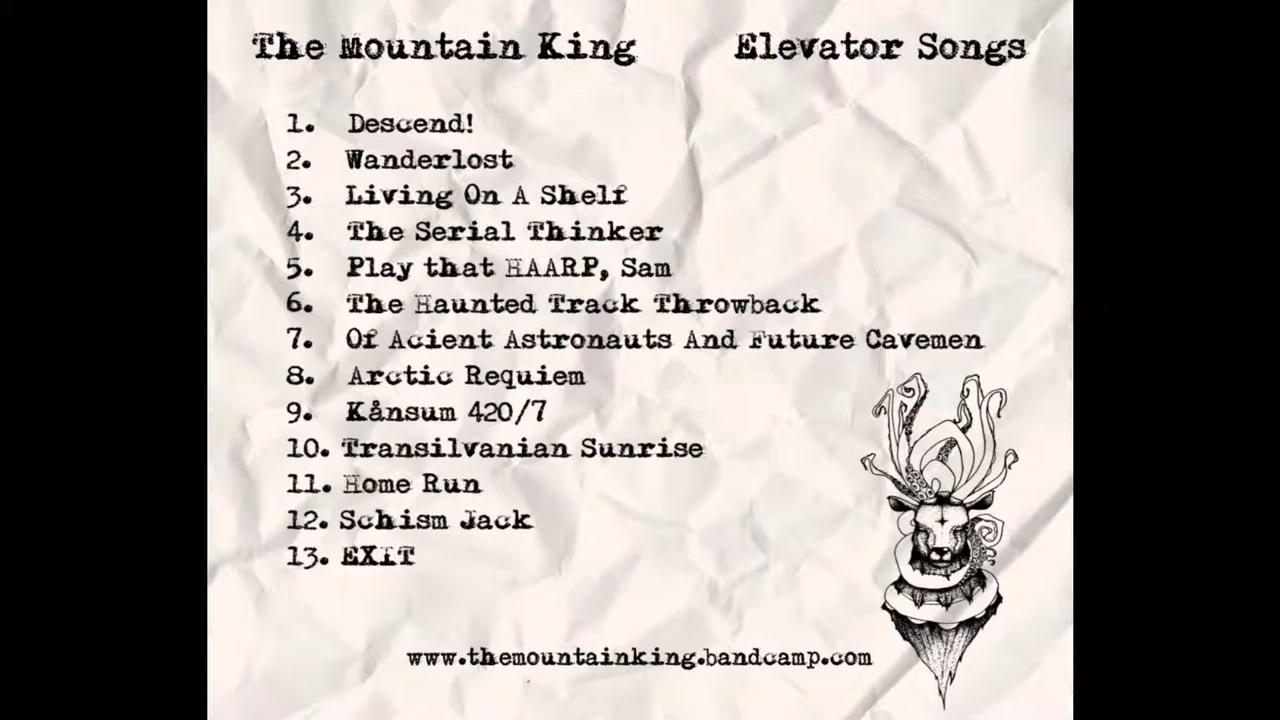 The Mountain King Elevator Songs
1. Descend!
2. Wanderlost
3. Living On A Shelf
4. The Serial Thinker
5. Play that HAARP, Sam
6. The Haunted Track Throwback
7. Of Acient Astronauts And Future Cavemen
8. Arctic Requiem
9. Kånsum 420/7
10. Transilvanian Sunrise
11. Home Run
12. Schism Jack
13. EXIT
www.themountainking.bandcamp.com